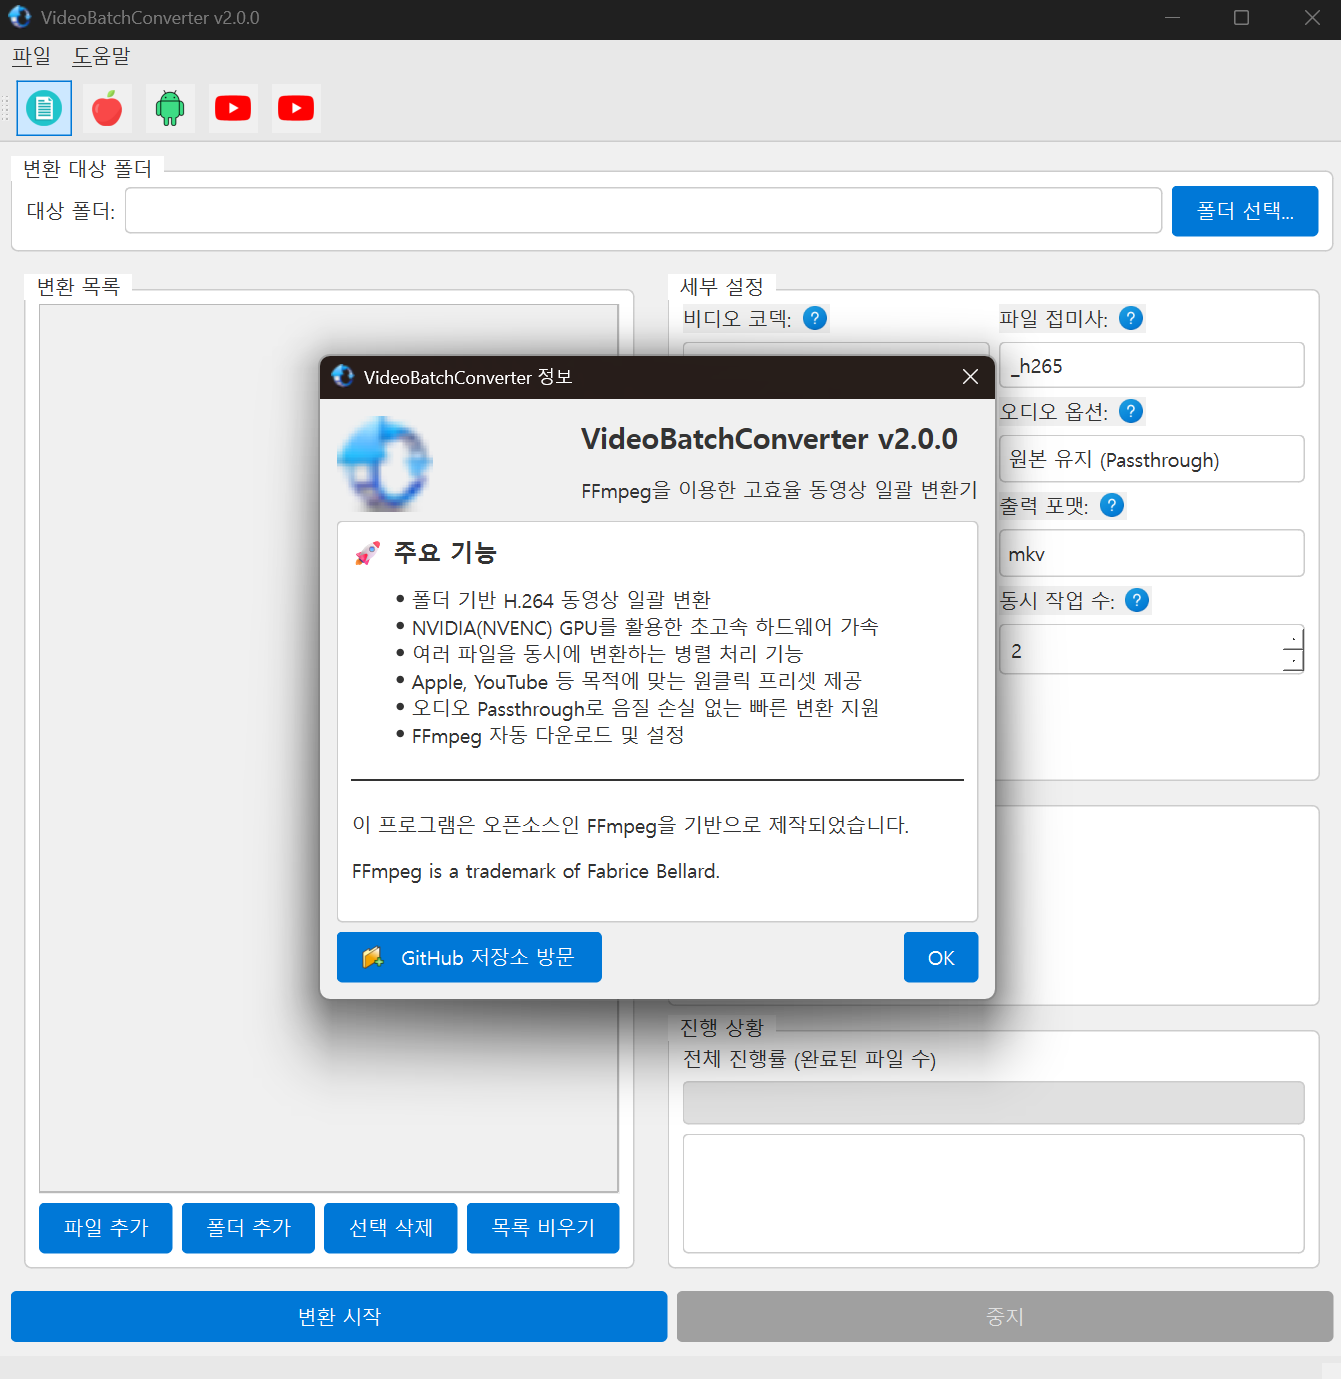 VideoBatchConverter v2.0.0
파일 도움말
변환 대상 폴더
대상 폴더:
폴더 선택...
변환 목록
세부 설정
비디오 코덱: ?
파일 접미사: ?
_h265
오디오 옵션: ?
원본 유지 (Passthrough)
출력 포맷: ?
mkv
동시 작업 수: ?
2
VideoBatchConverter 정보
VideoBatchConverter v2.0.0
FFmpeg을 이용한 고효율 동영상 일괄 변환기
🚀 주요 기능
• 폴더 기반 H.264 동영상 일괄 변환
• NVIDIA(NVENC) GPU를 활용한 초고속 하드웨어 가속
• 여러 파일을 동시에 변환하는 병렬 처리 기능
• Apple, YouTube 등 목적에 맞는 원클릭 프리셋 제공
• 오디오 Passthrough로 음질 손실 없는 빠른 변환 지원
• FFmpeg 자동 다운로드 및 설정
이 프로그램은 오픈소스인 FFmpeg을 기반으로 제작되었습니다.
FFmpeg is a trademark of Fabrice Bellard.
GitHub 저장소 방문
OK
진행 상황
전체 진행률 (완료된 파일 수)
파일 추가
폴더 추가
선택 삭제
목록 비우기
변환 시작
중지